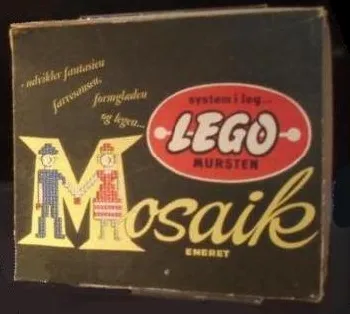 - udvikler fantasien
farvesansen,
formglæden
og legen...
system i leg...
LEGO
MURSTEN
Mosaik
ENERET